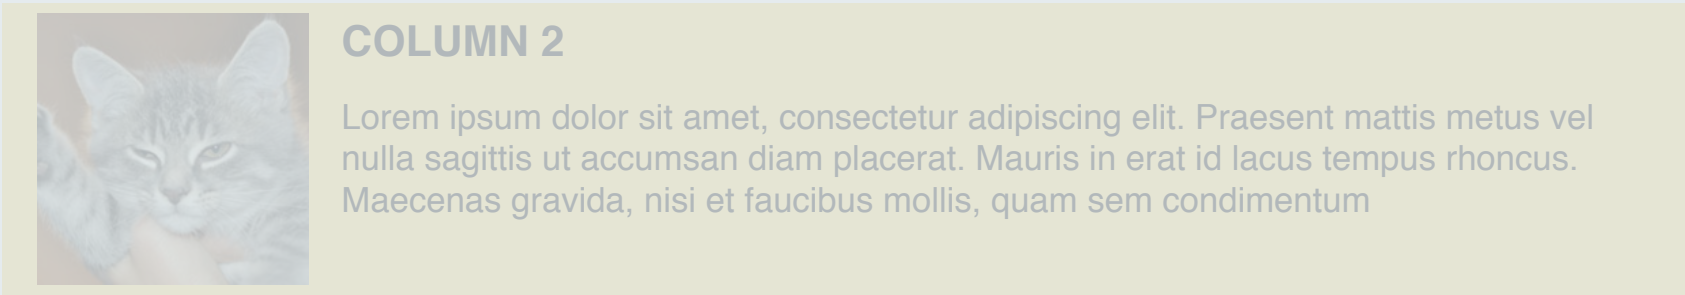 COLUMN 2
Lorem ipsum dolor sit amet, consectetur adipiscing elit. Praesent mattis metus vel
nulla sagittis ut accumsan diam placerat. Mauris in erat id lacus tempus rhoncus.
Maecenas gravida, nisi et faucibus mollis, quam sem condimentum